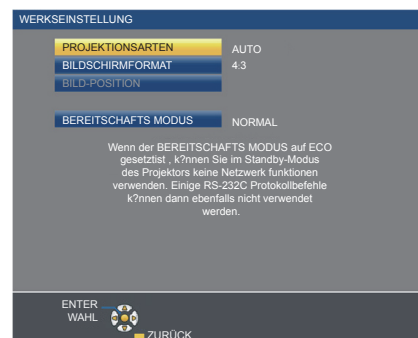 WERKSEINSTELLUNG
PROJEKTIONSARTEN AUTO
BILDSCHIRMFORMAT 4:3
BILD-POSITION
BEREITSCHAFTS MODUS NORMAL
Wenn der BEREITSCHAFTS MODUS auf ECO
gesetztist , k?nnen Sie im Standby-Modus
des Projektors keine Netzwerk funktionen
verwenden. Einige RS-232C Protokollbefehle
k?nnen dann ebenfalls nicht verwendet
werden.
ENTER
WAHL
ZURÜCK